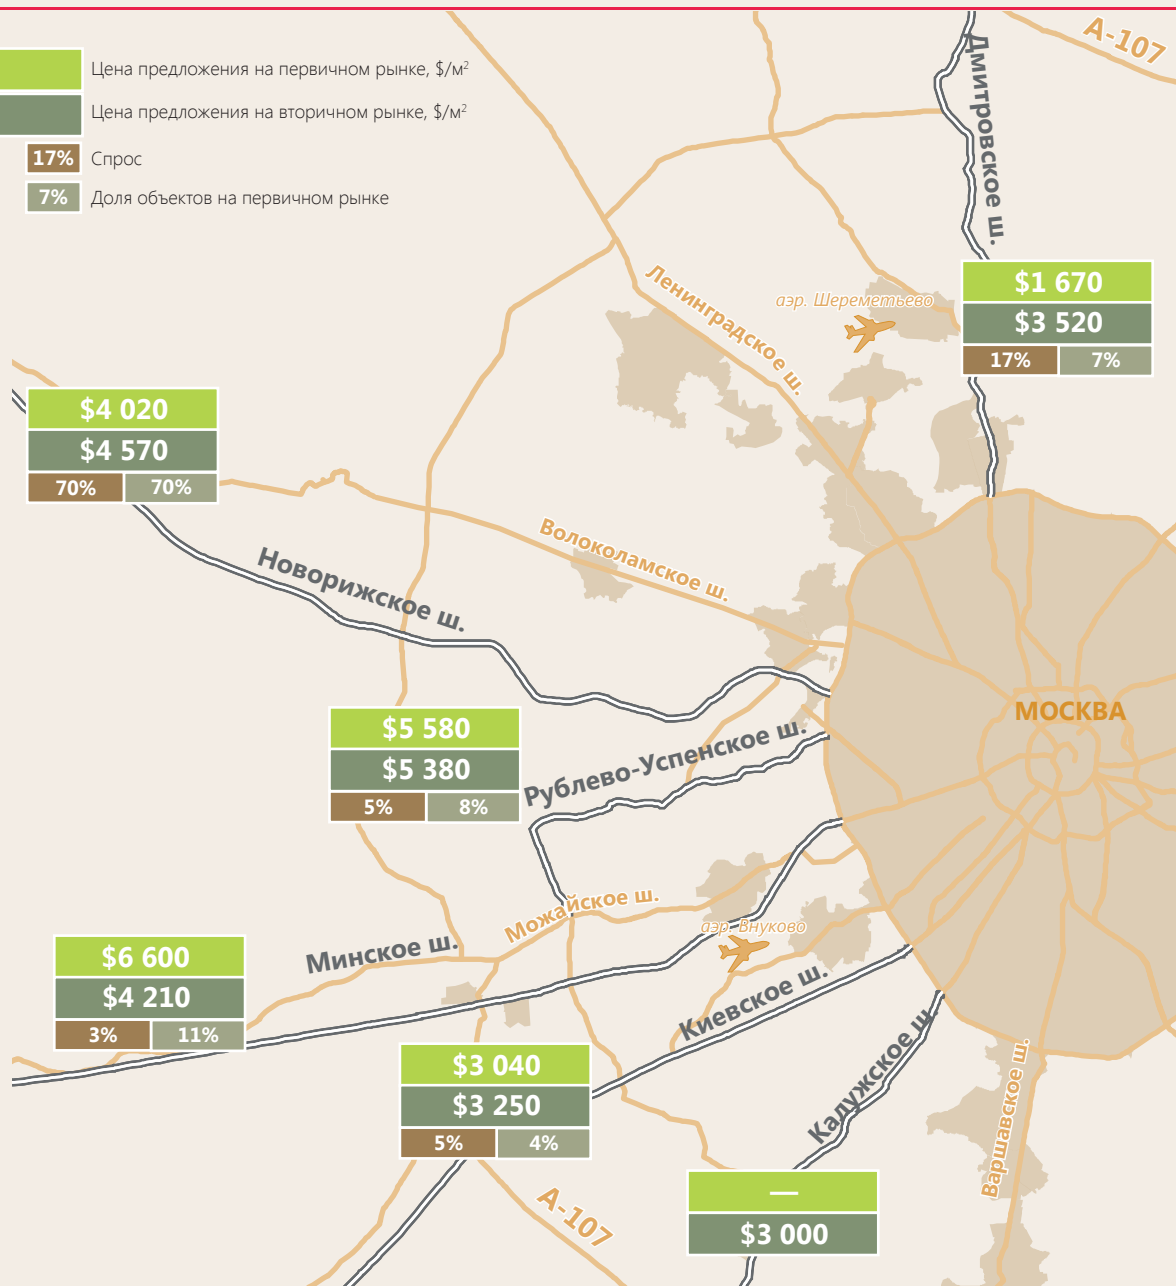 А-107
Цена предложения на первичном рынке, $/м²
Цена предложения на вторичном рынке, $/м²
17% Спрос
7% Доля объектов на первичном рынке
Дмитровское ш.
$1 670
$3 520
17% 7%
Ленинградское ш.
аэр. Шереметьево
$4 020
$4 570
70% 70%
Волоколамское ш.
Новорижское ш.
МОСКВА
$5 580
$5 380
5% 8%
Рублево-Успенское ш.
Можайское ш.
аэр. Внуково
Минское ш.
$6 600
$4 210
3% 11%
Киевское ш.
Калужское ш.
Варшавское ш.
$3 040
$3 250
5% 4%
А-107
—
$3 000